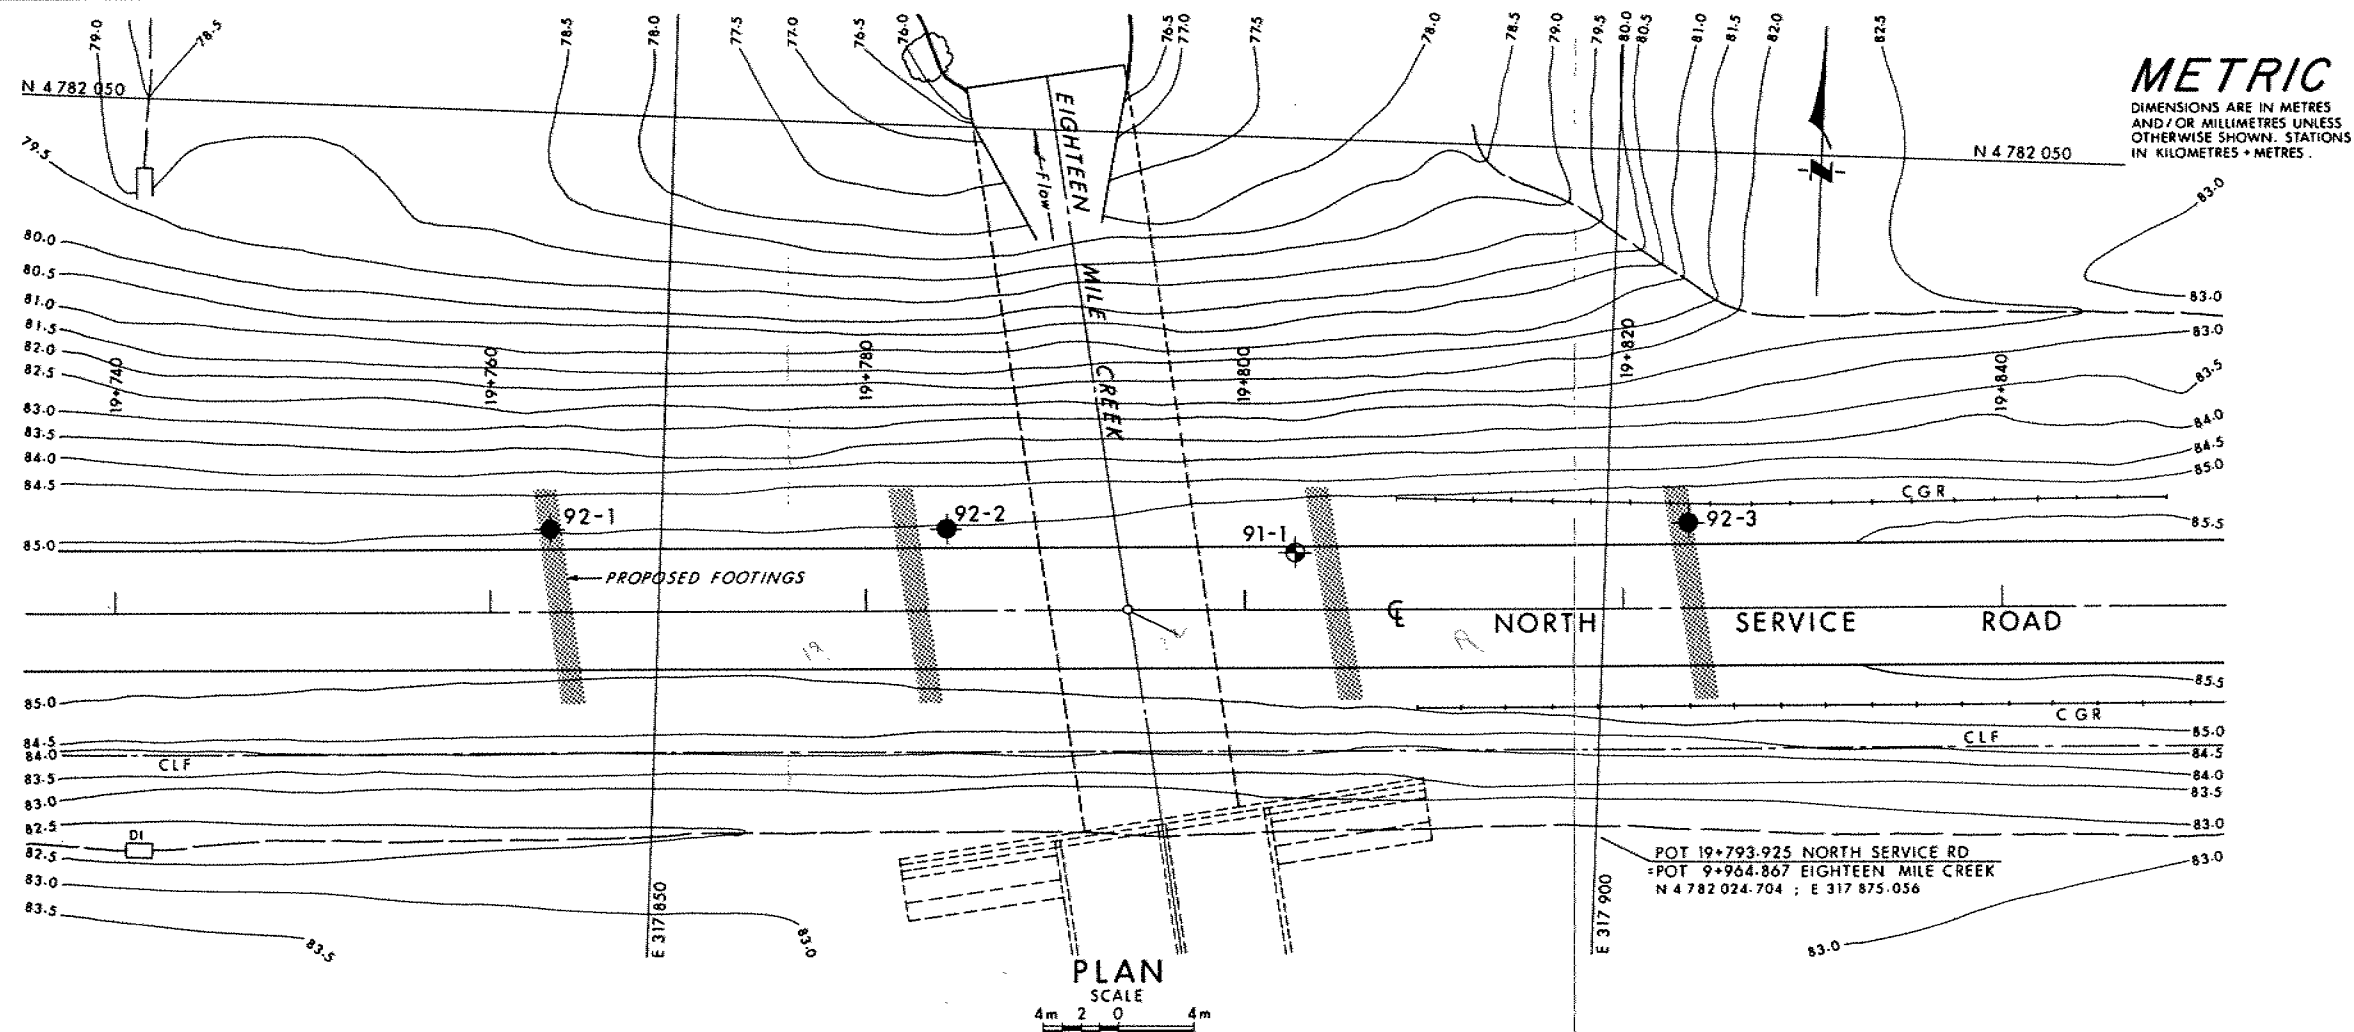 79.0
78.5
78.5
78.0
77.5
77.0
76.5
76.0
76.5
77.0
77.5
78.0
78.5
79.0
79.5
80.0
80.5
81.0
81.5
82.0
82.5
METRIC
DIMENSIONS ARE IN METRES
AND/OR MILLIMETRES UNLESS
OTHERWISE SHOWN. STATIONS
IN KILOMETRES + METRES.
N 4 782 050
N 4 782 050
Flow
EIGHTEEN MILE CREEK
N
79.5
80.0
80.5
81.0
81.5
82.0
82.5
83.0
83.5
84.0
84.5
83.0
83.0
83.0
83.5
84.0
84.5
85.0
19+740
19+760
19+780
19+800
19+820
19+840
CGR
92-1
92-2
91-1
92-3
85.5
85.0
PROPOSED FOOTINGS
℄ NORTH SERVICE ROAD
85.0
85.5
CGR
84.5
84.0
83.5
83.0
82.5
82.5
83.0
83.5
CLF
CLF
85.0
84.5
84.0
83.5
83.0
83.0
DI
POT 19+793.925 NORTH SERVICE RD
=POT 9+964.867 EIGHTEEN MILE CREEK
N 4 782 024.704 ; E 317 875.056
E 317 850
E 317 900
83.5
83.0
83.0
PLAN
SCALE
4m 2 0 4m